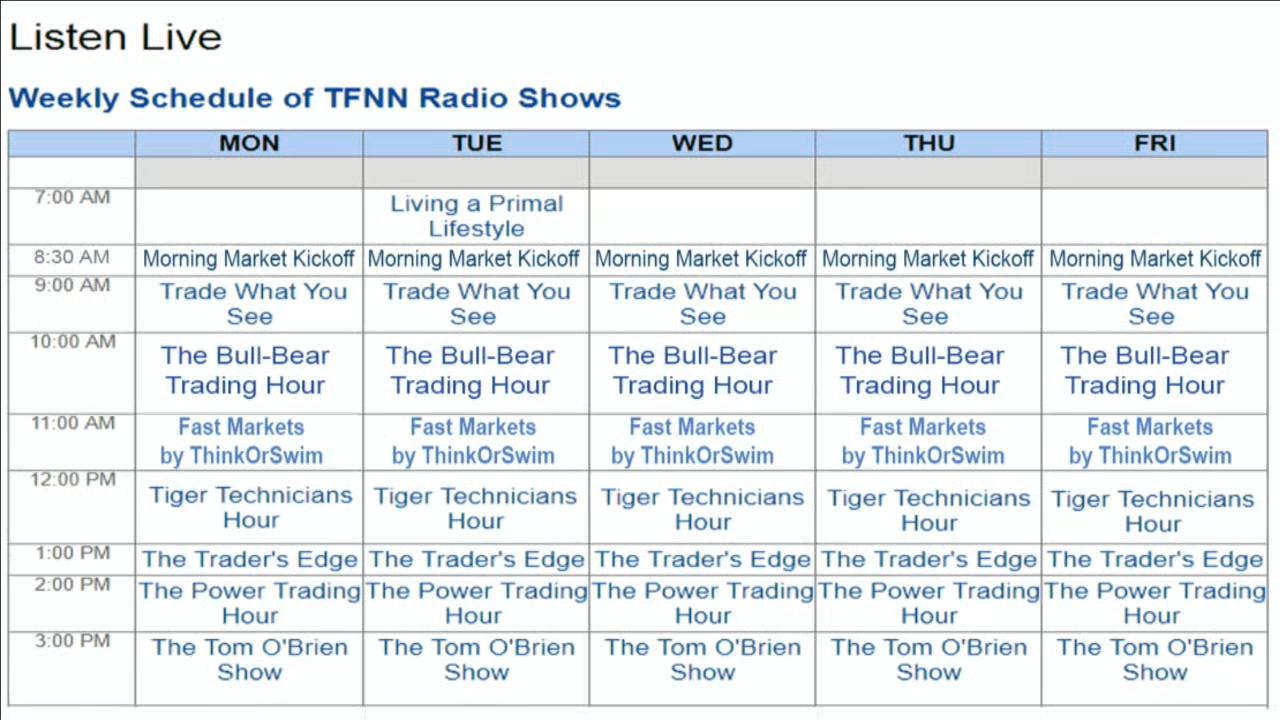 Listen Live
Weekly Schedule of TFNN Radio Shows
MON TUE WED THU FRI
7:00 AM Living a Primal
Lifestyle
8:30 AM Morning Market Kickoff Morning Market Kickoff Morning Market Kickoff Morning Market Kickoff Morning Market Kickoff
9:00 AM Trade What You Trade What You Trade What You Trade What You Trade What You
See See See See See
10:00 AM The Bull-Bear The Bull-Bear The Bull-Bear The Bull-Bear The Bull-Bear
Trading Hour Trading Hour Trading Hour Trading Hour Trading Hour
11:00 AM Fast Markets Fast Markets Fast Markets Fast Markets Fast Markets
by ThinkOrSwim by ThinkOrSwim by ThinkOrSwim by ThinkOrSwim by ThinkOrSwim
12:00 PM Tiger Technicians Tiger Technicians Tiger Technicians Tiger Technicians Tiger Technicians
Hour Hour Hour Hour Hour
1:00 PM The Trader's Edge The Trader's Edge The Trader's Edge The Trader's Edge The Trader's Edge
2:00 PM The Power Trading The Power Trading The Power Trading The Power Trading The Power Trading
Hour Hour Hour Hour Hour
3:00 PM The Tom O'Brien The Tom O'Brien The Tom O'Brien The Tom O'Brien The Tom O'Brien
Show Show Show Show Show